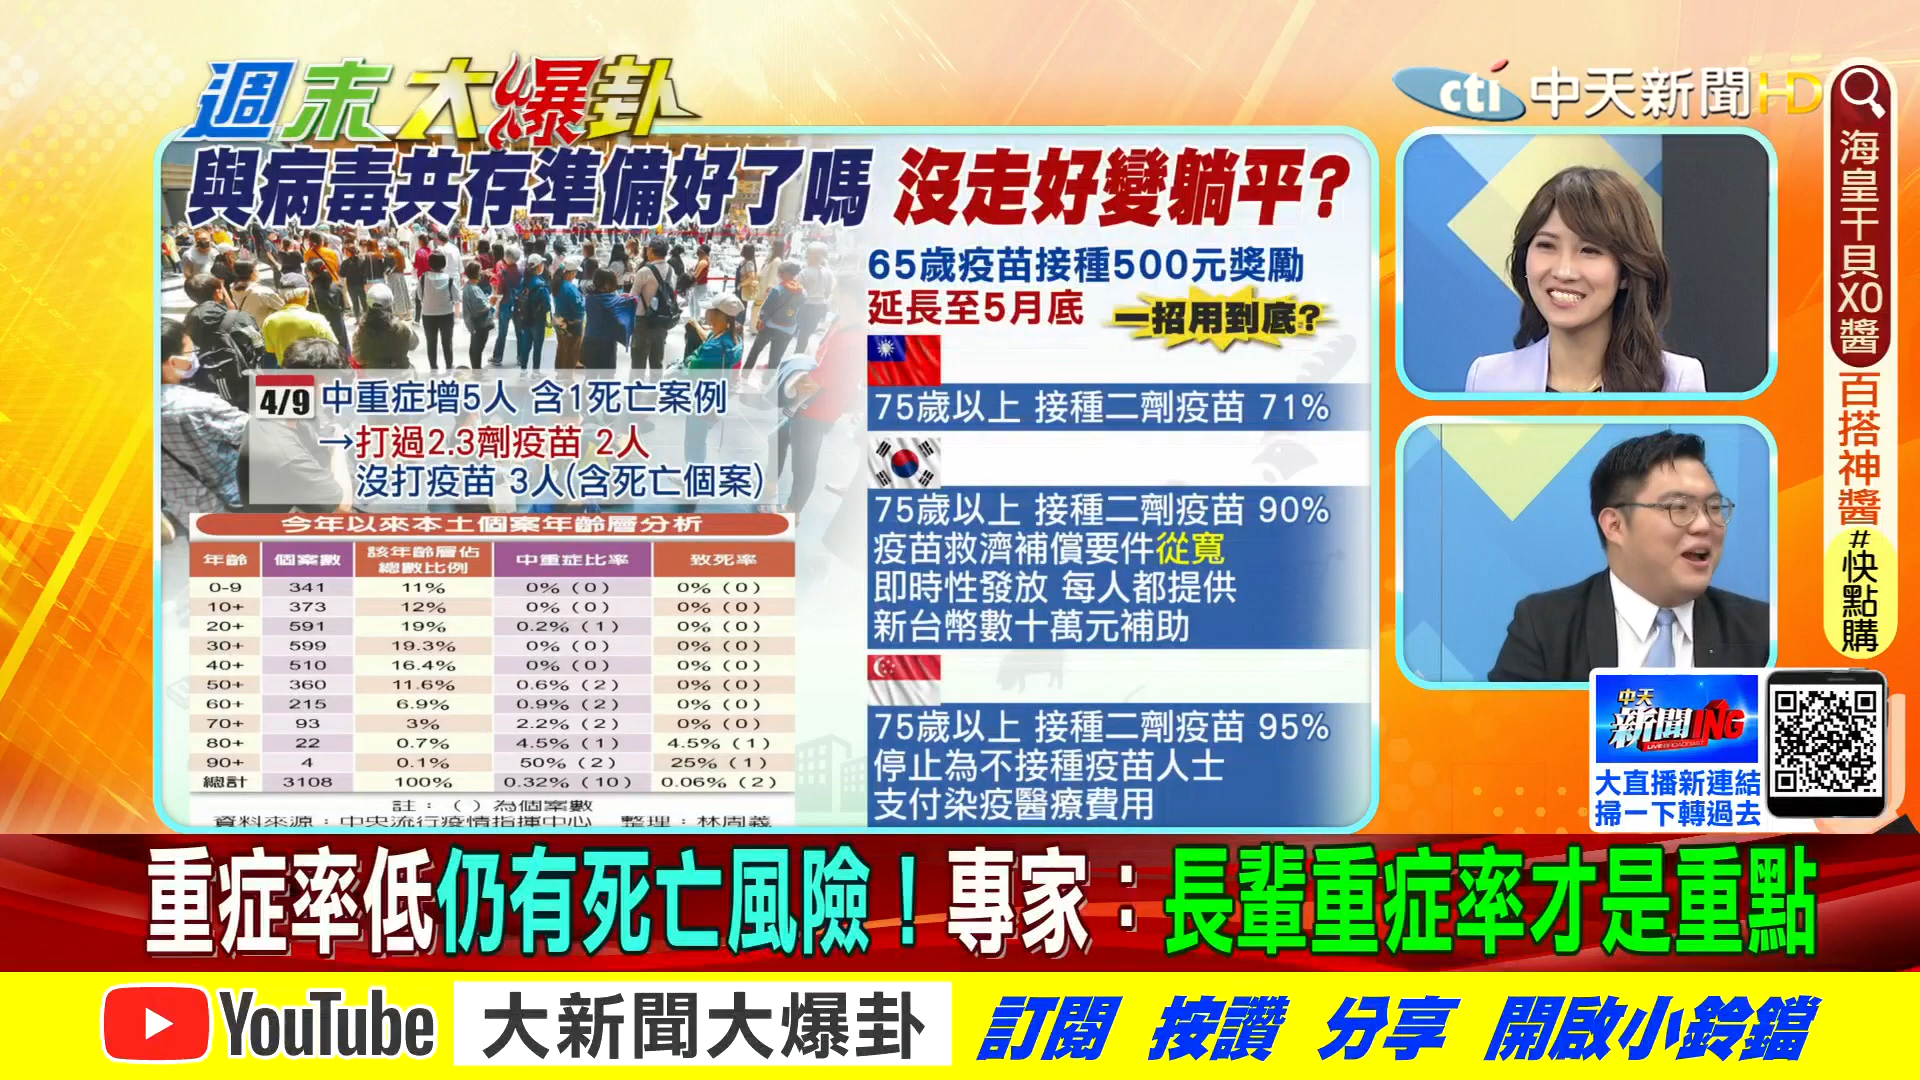 週末大爆卦
cti 中天新聞HD
與病毒共存準備好了嗎 沒走好變躺平?
65歲疫苗接種500元獎勵
延長至5月底
一招用到底?
75歲以上 接種二劑疫苗 71%
75歲以上 接種二劑疫苗 90%
疫苗救濟補償要件從寬
即時性發放 每人都提供
新台幣數十萬元補助
75歲以上 接種二劑疫苗 95%
停止為不接種疫苗人士
支付染疫醫療費用
4/9 中重症增5人 含1死亡案例
→打過2.3劑疫苗 2人
沒打疫苗 3人(含死亡個案)
今年以來本土個案年齡層分析
年齡 個案數 該年齡層佔總數比例 中重症比率 致死率
0-9 341 11% 0%(0) 0%(0)
10+ 373 12% 0%(0) 0%(0)
20+ 591 19% 0.2%(1) 0%(0)
30+ 599 19.3% 0%(0) 0%(0)
40+ 510 16.4% 0%(0) 0%(0)
50+ 360 11.6% 0.6%(2) 0%(0)
60+ 215 6.9% 0.9%(2) 0%(0)
70+ 93 3% 2.2%(2) 0%(0)
80+ 22 0.7% 4.5%(1) 4.5%(1)
90+ 4 0.1% 50%(2) 25%(1)
總計 3108 100% 0.32%(10) 0.06%(2)
註:()為個案數
資料來源:中央流行疫情指揮中心 整理:林周義
海皇干貝XO醬
百搭神醬
#快點購
中天
新聞ING
LIVE BROADCAST
大直播新連結
掃一下轉過去
重症率低仍有死亡風險!專家:長輩重症率才是重點
YouTube 大新聞大爆卦 訂閱 按讚 分享 開啟小鈴鐺